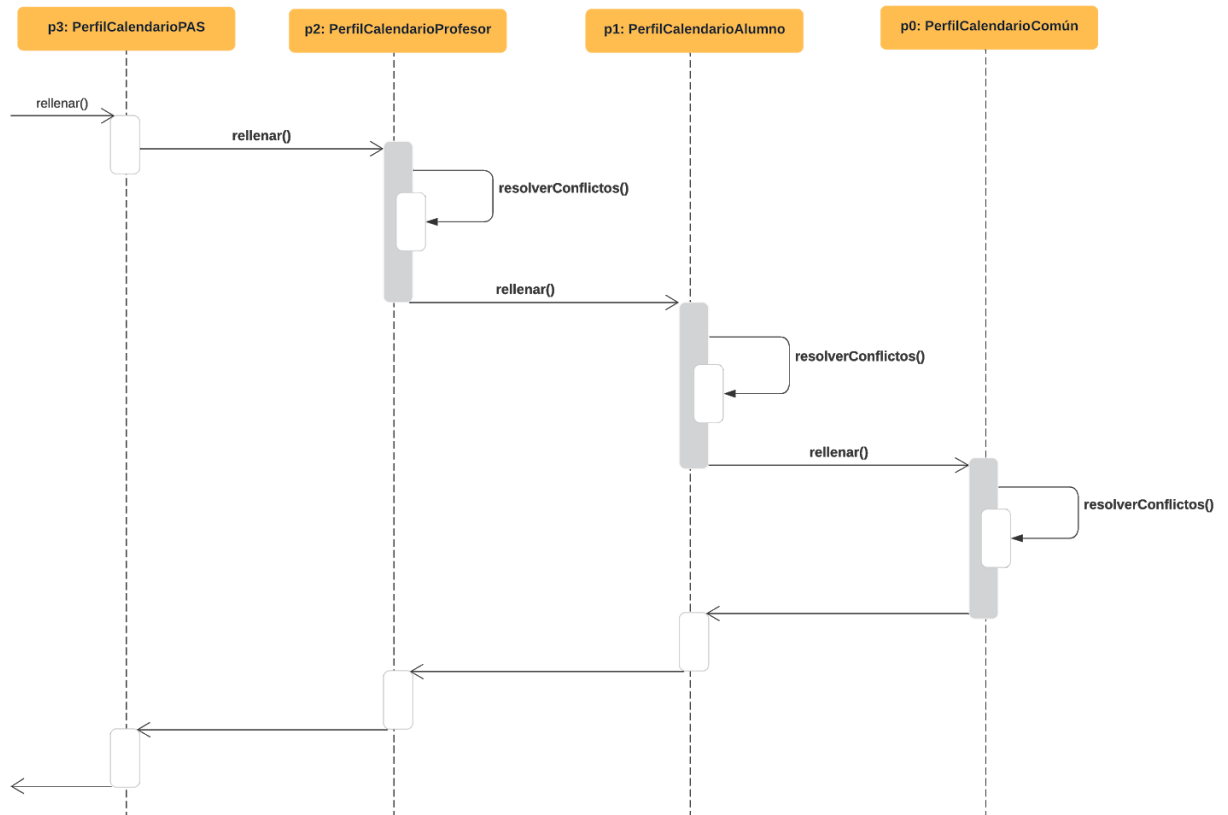 p3: PerfilCalendarioPAS
p2: PerfilCalendarioProfesor
p1: PerfilCalendarioAlumno
p0: PerfilCalendarioComún
rellenar()
rellenar()
resolverConflictos()
rellenar()
resolverConflictos()
rellenar()
resolverConflictos()